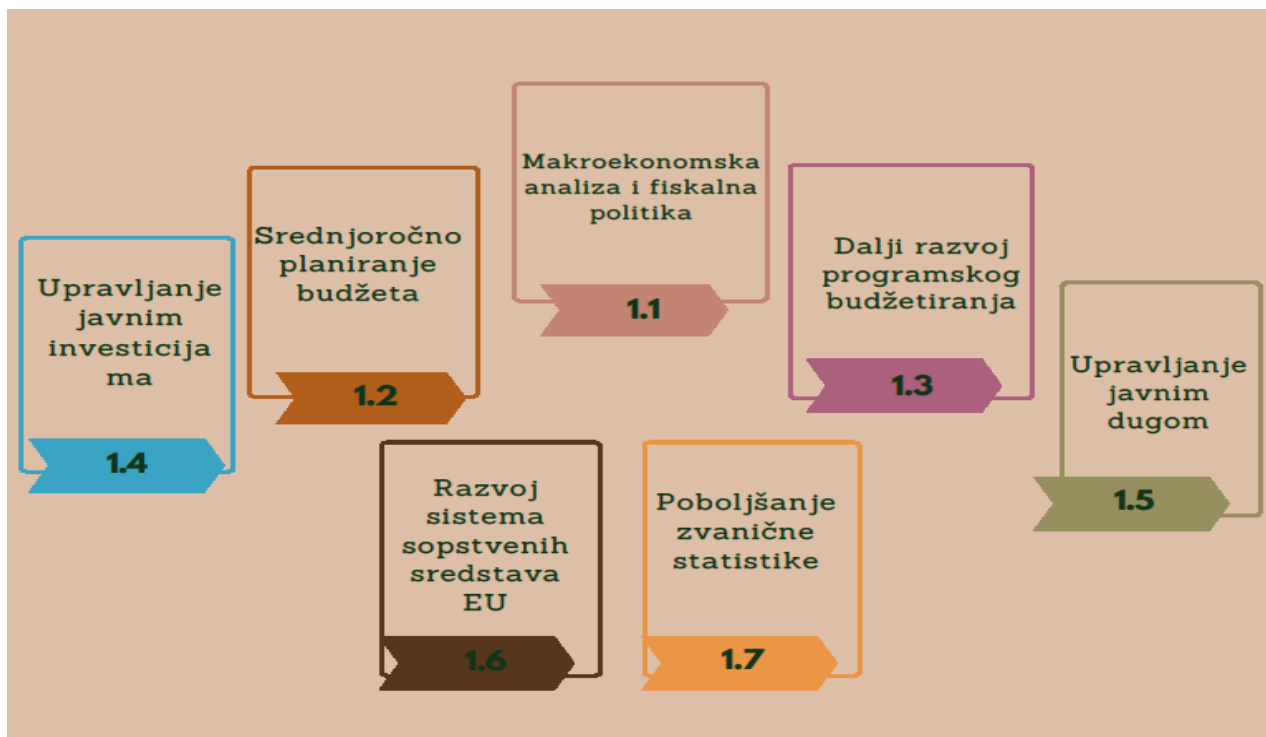 Makroekonomska
analiza i fiskalna
politika
1.1
Srednjoročno
planiranje
budžeta
1.2
Dalji razvoj
programskog
budžetiranja
1.3
Upravljanje
javnim
investicija
ma
1.4
Upravljanje
javnim
dugom
1.5
Razvoj
sistema
sopstvenih
sredstava
EU
1.6
Poboljšanje
zvanične
statistike
1.7